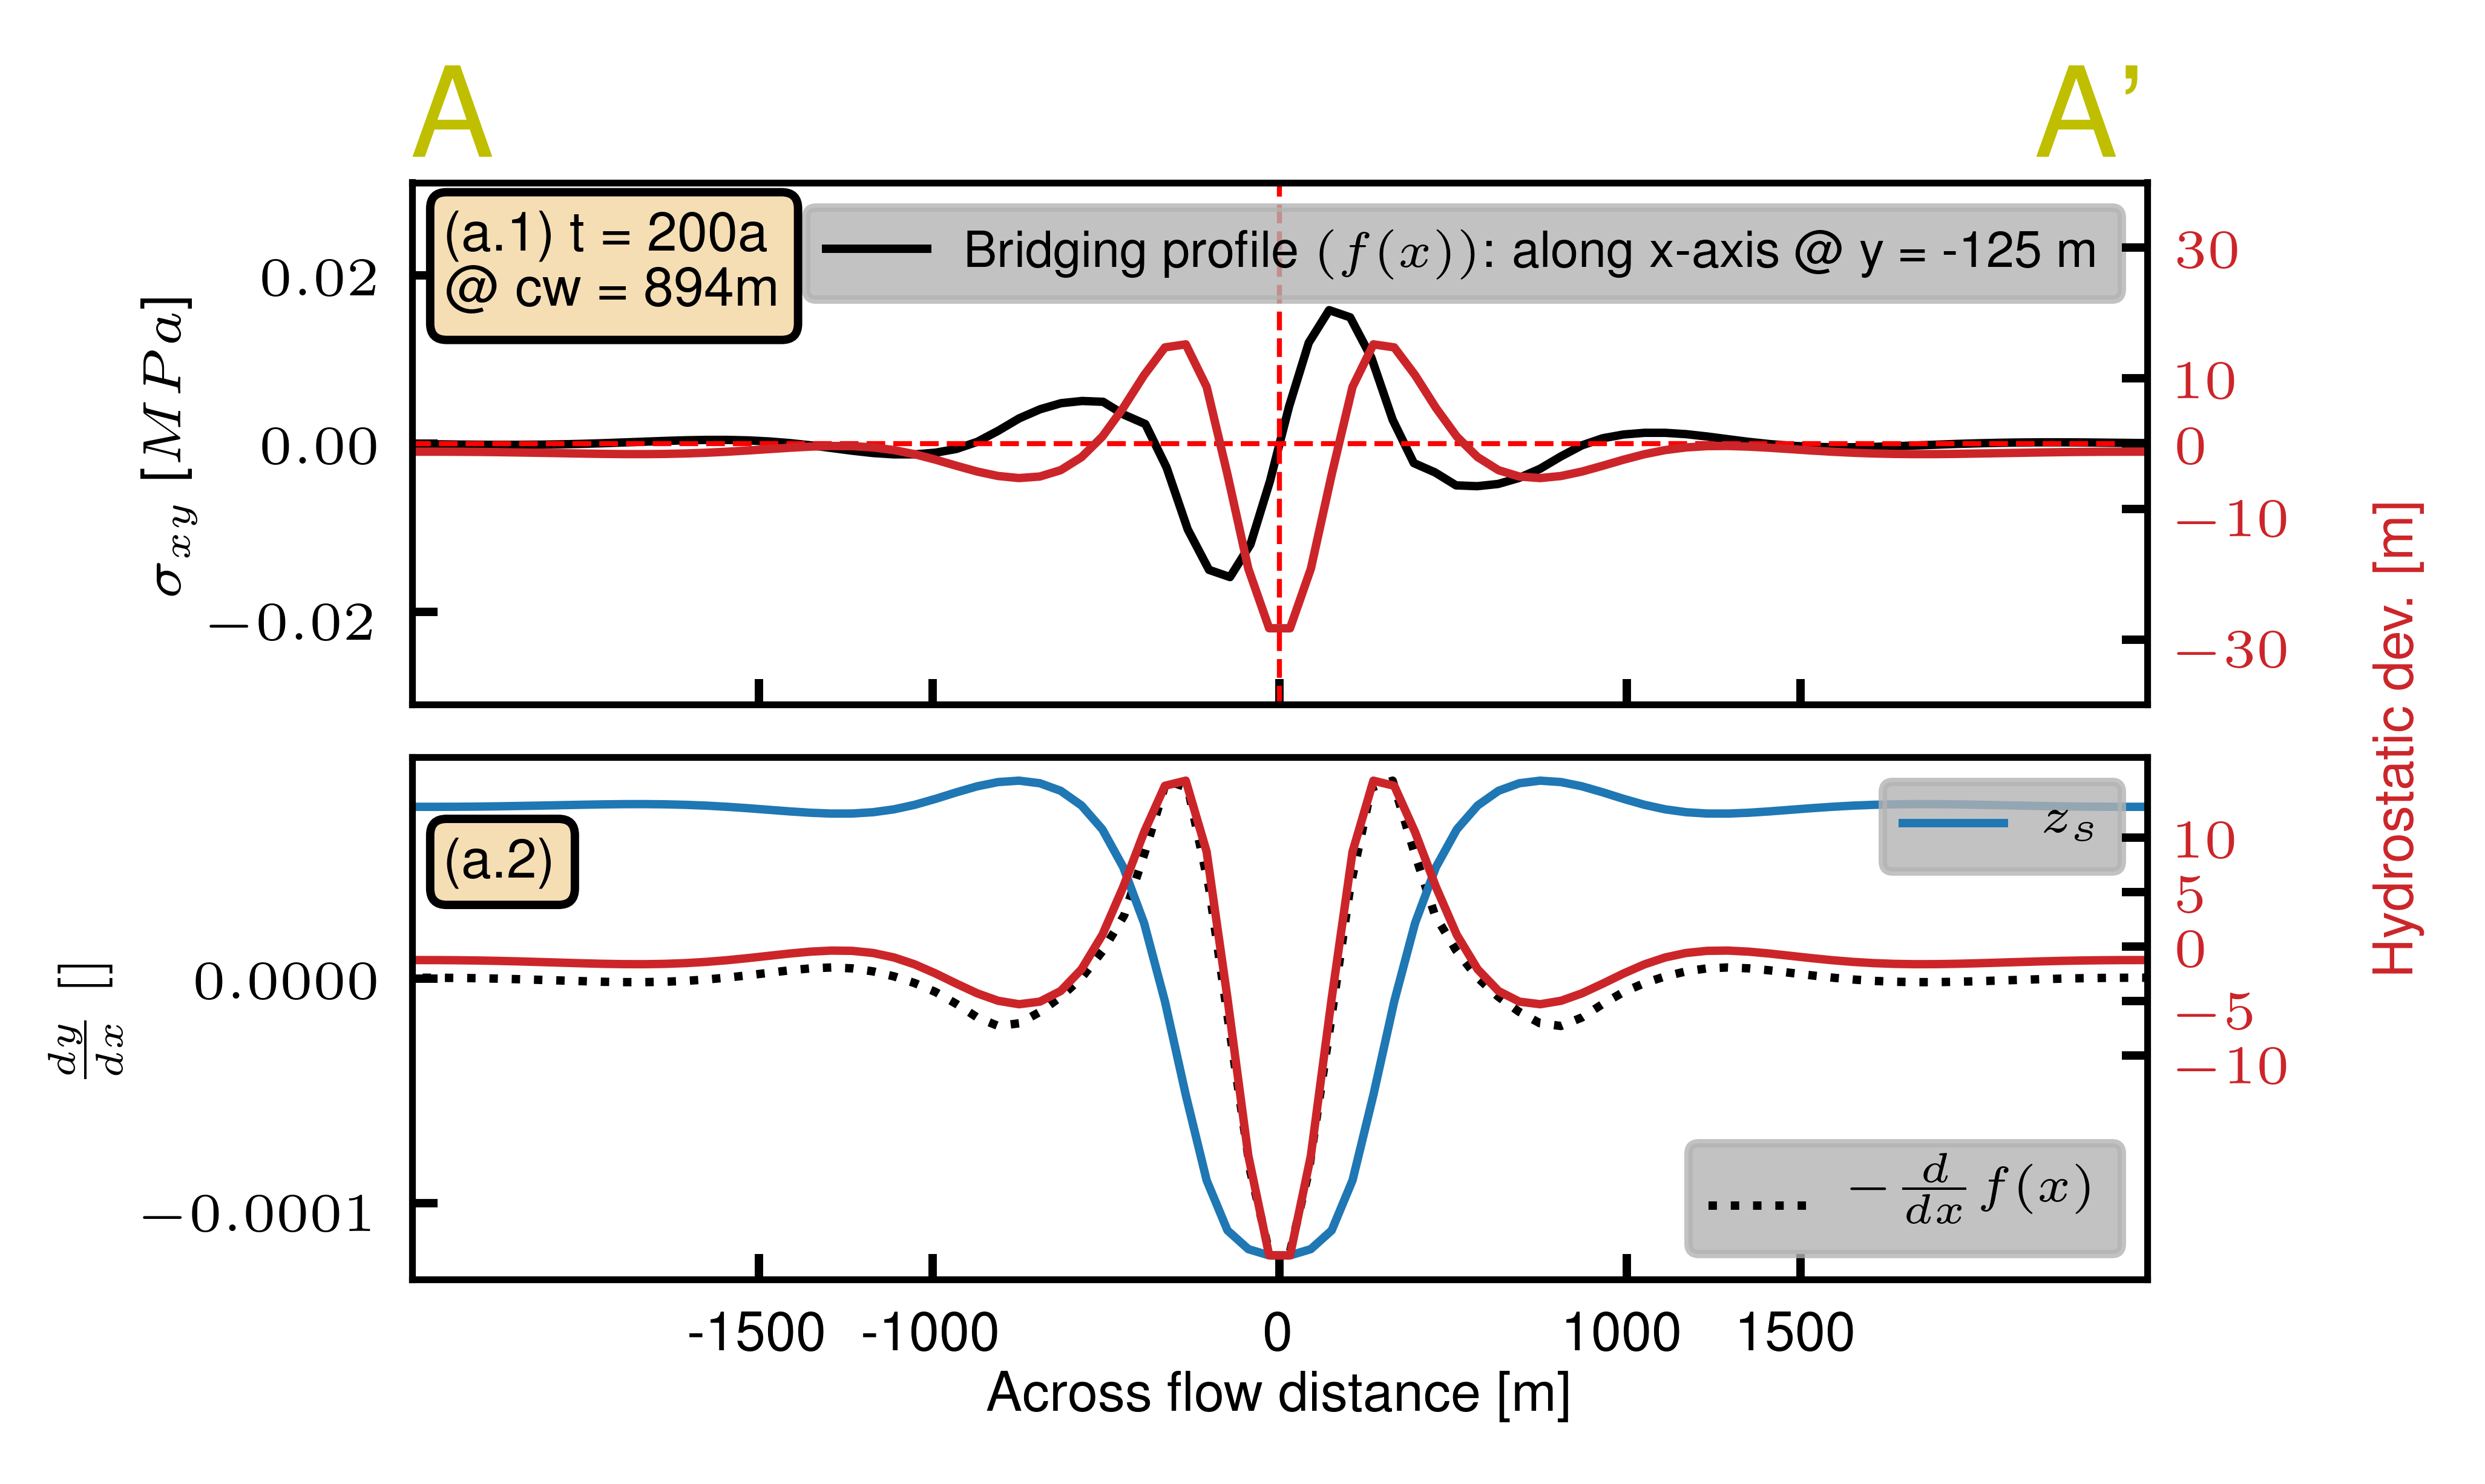 A A’
(a.1) t = 200a
@ cw = 894m
Bridging profile (f(x)): along x-axis @ y = -125 m
σxy [MPa]
0.02
0.00
−0.02
30
10
0
−10
−30
Hydrostatic dev. [m]
(a.2)
zs
dy/dx []
0.0000
−0.0001
10
5
0
−5
−10
− d/dx f(x)
-1500 -1000 0 1000 1500
Across flow distance [m]